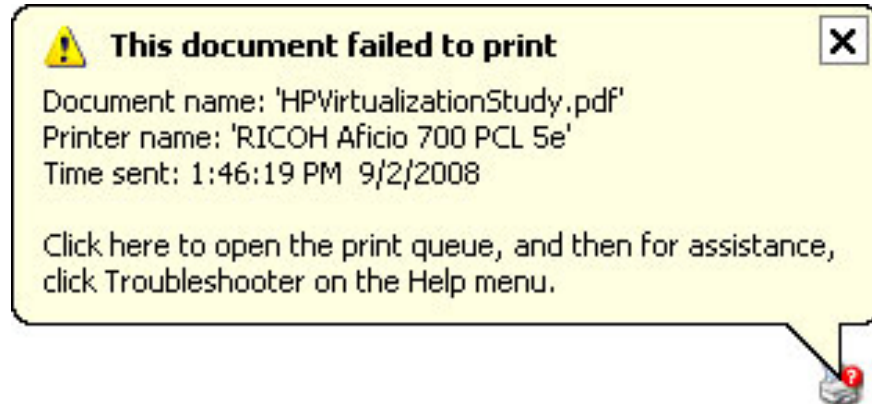 This document failed to print
Document name: 'HPVirtualizationStudy.pdf'
Printer name: 'RICOH Aficio 700 PCL 5e'
Time sent: 1:46:19 PM  9/2/2008
Click here to open the print queue, and then for assistance,
click Troubleshooter on the Help menu.